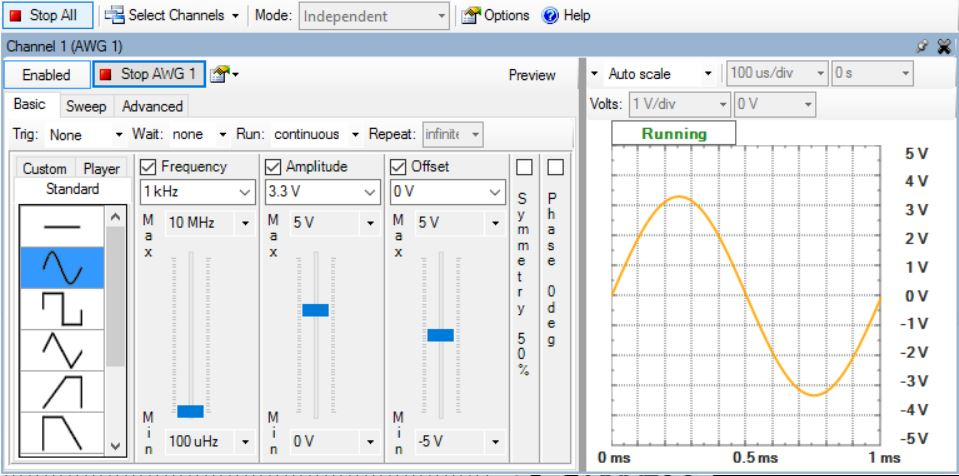 Stop All Select Channels Mode: Independent Options Help
Channel 1 (AWG 1)
Enabled Stop AWG 1 Preview
Basic Sweep Advanced
Trig: None Wait: none Run: continuous Repeat: infinite
Custom Player
Standard
Frequency
1 kHz
Max 10 MHz
Min 100 uHz
Amplitude
3.3 V
Max 5 V
Min 0 V
Offset
0 V
Max 5 V
Min -5 V
Symmetry 50%
Phase 0deg
Auto scale 100 us/div 0 s
Volts: 1 V/div 0 V
Running
5 V
4 V
3 V
2 V
1 V
0 V
-1 V
-2 V
-3 V
-4 V
-5 V
0 ms 0.5 ms 1 ms